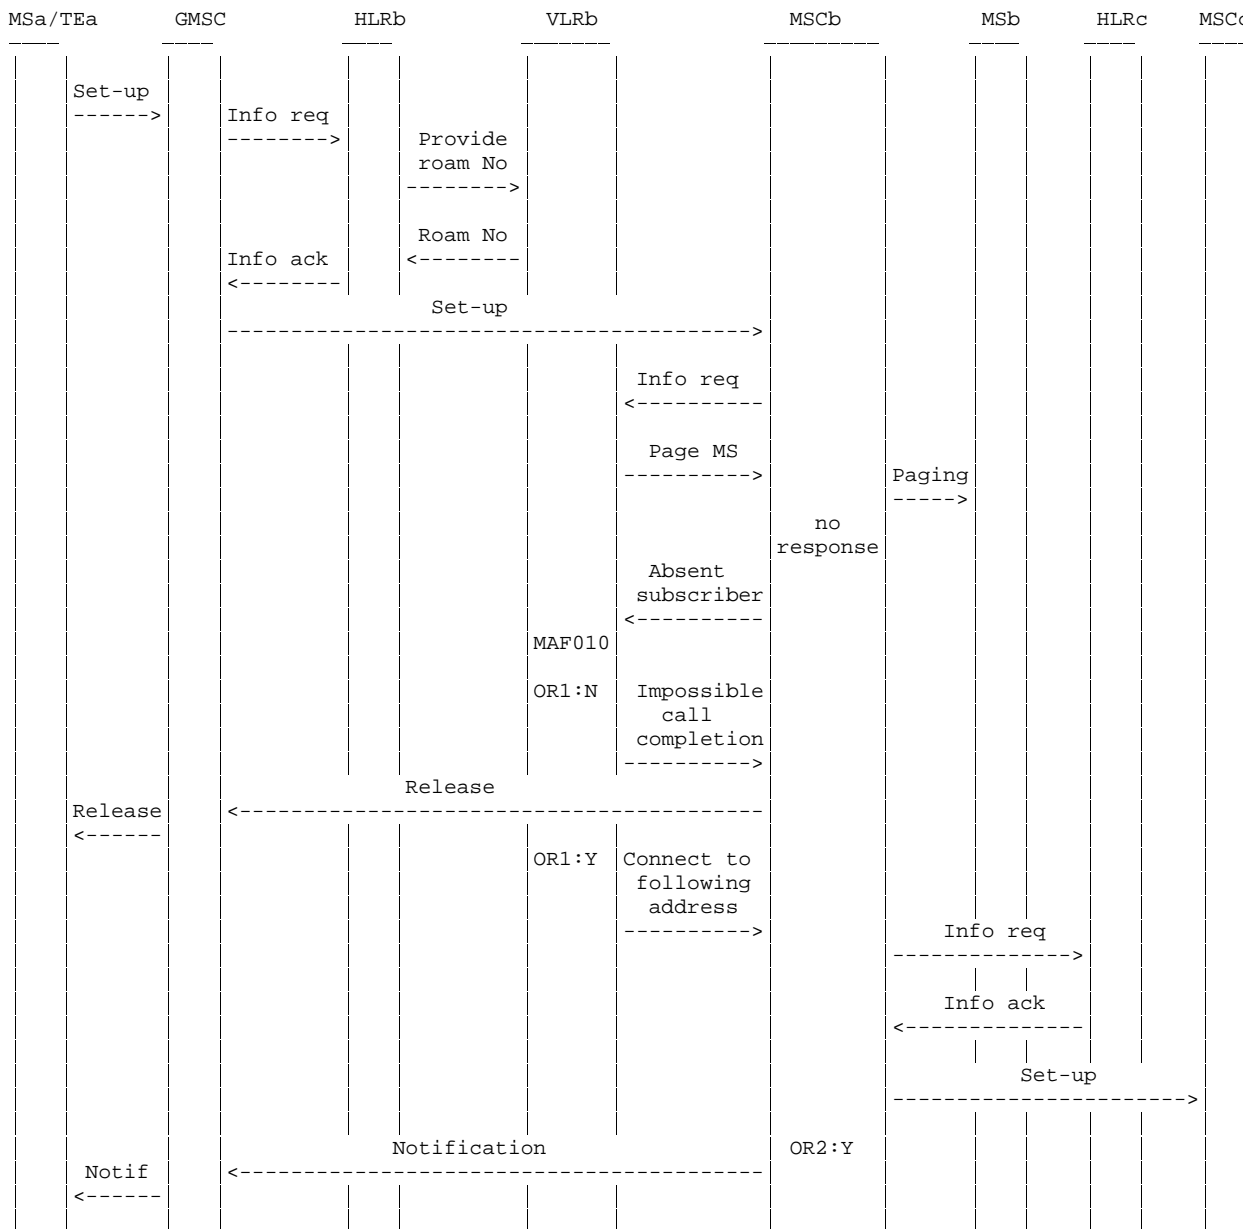 MSa/TEa GMSC HLRb VLRb MSCb MSb HLRc MSCc
Set-up
------>
Info req
-------->
Provide
roam No
-------->
Roam No
Info ack <--------
<--------
Set-up
----------------------------------------->
Info req
<----------
Page MS
----------> Paging
----->
no
response
Absent
subscriber
<----------
MAF010
OR1:N Impossible
call
completion
---------->
Release
Release <-----------------------------------------
<------
OR1:Y Connect to
following
address
----------> Info req
-------------->
Info ack
<--------------
Set-up
----------------------->
Notification OR2:Y
Notif <-----------------------------------------
<------